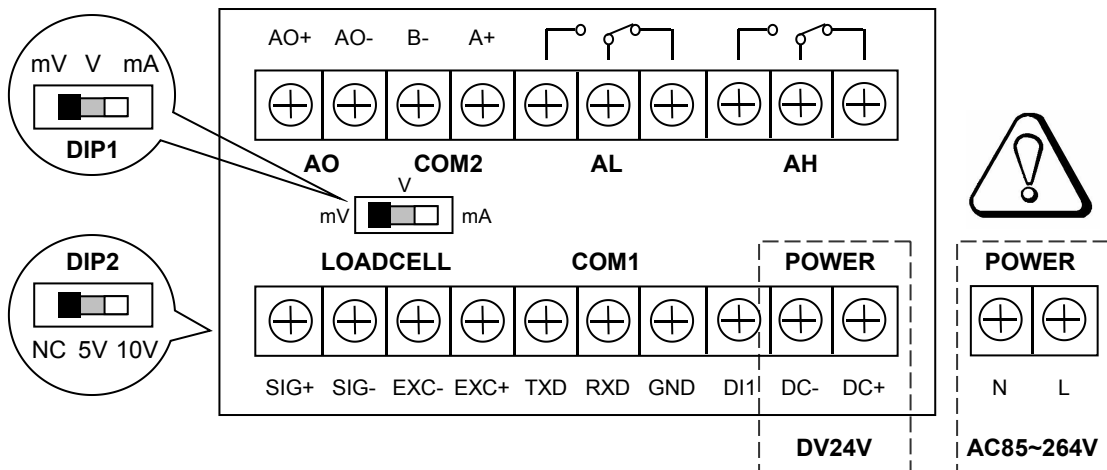 AO+ AO- B- A+
mV V mA
DIP1
AO COM2 AL AH
V
mV mA
DIP2
LOADCELL COM1 POWER POWER
NC 5V 10V
SIG+ SIG- EXC- EXC+ TXD RXD GND DI1 DC- DC+ N L
DV24V AC85~264V